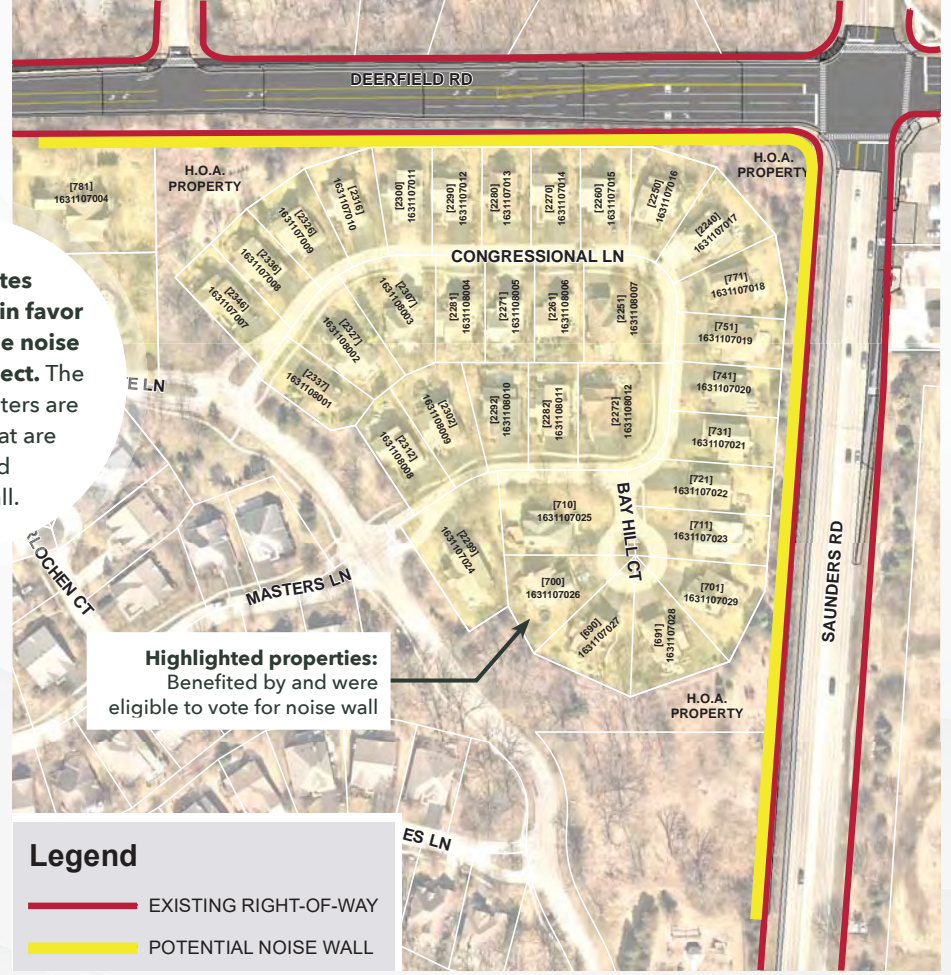 DEERFIELD RD
H.O.A.
PROPERTY
H.O.A.
PROPERTY
[781]
1631107004
[2346]
1631107007
[2336]
1631107008
[2326]
1631107009
[2316]
1631107010
[2300]
1631107011
[2290]
1631107012
[2280]
1631107013
[2270]
1631107014
[2260]
1631107015
[2250]
1631107016
[2240]
1631107017
CONGRESSIONAL LN
[771]
1631107018
[751]
1631107019
[741]
1631107020
[731]
1631107021
[721]
1631107022
[711]
1631107023
[701]
1631107029
[2337]
1631108001
[2327]
1631108002
[2307]
1631108003
[2281]
1631108004
[2271]
1631108005
[2261]
1631108006
[2251]
1631108007
[2312]
1631108008
[2302]
1631108009
[2292]
1631108010
[2282]
1631108011
[2272]
1631108012
tes
in favor
e noise
ect. The
ters are
at are
d
all.
TE LN
[2299]
1631107024
[710]
1631107025
[700]
1631107026
[690]
1631107027
[691]
1631107028
BAY HILL CT
SAUNDERS RD
RLOCHEN CT
MASTERS LN
Highlighted properties:
Benefited by and were
eligible to vote for noise wall
H.O.A.
PROPERTY
ES LN
Legend
EXISTING RIGHT-OF-WAY
POTENTIAL NOISE WALL